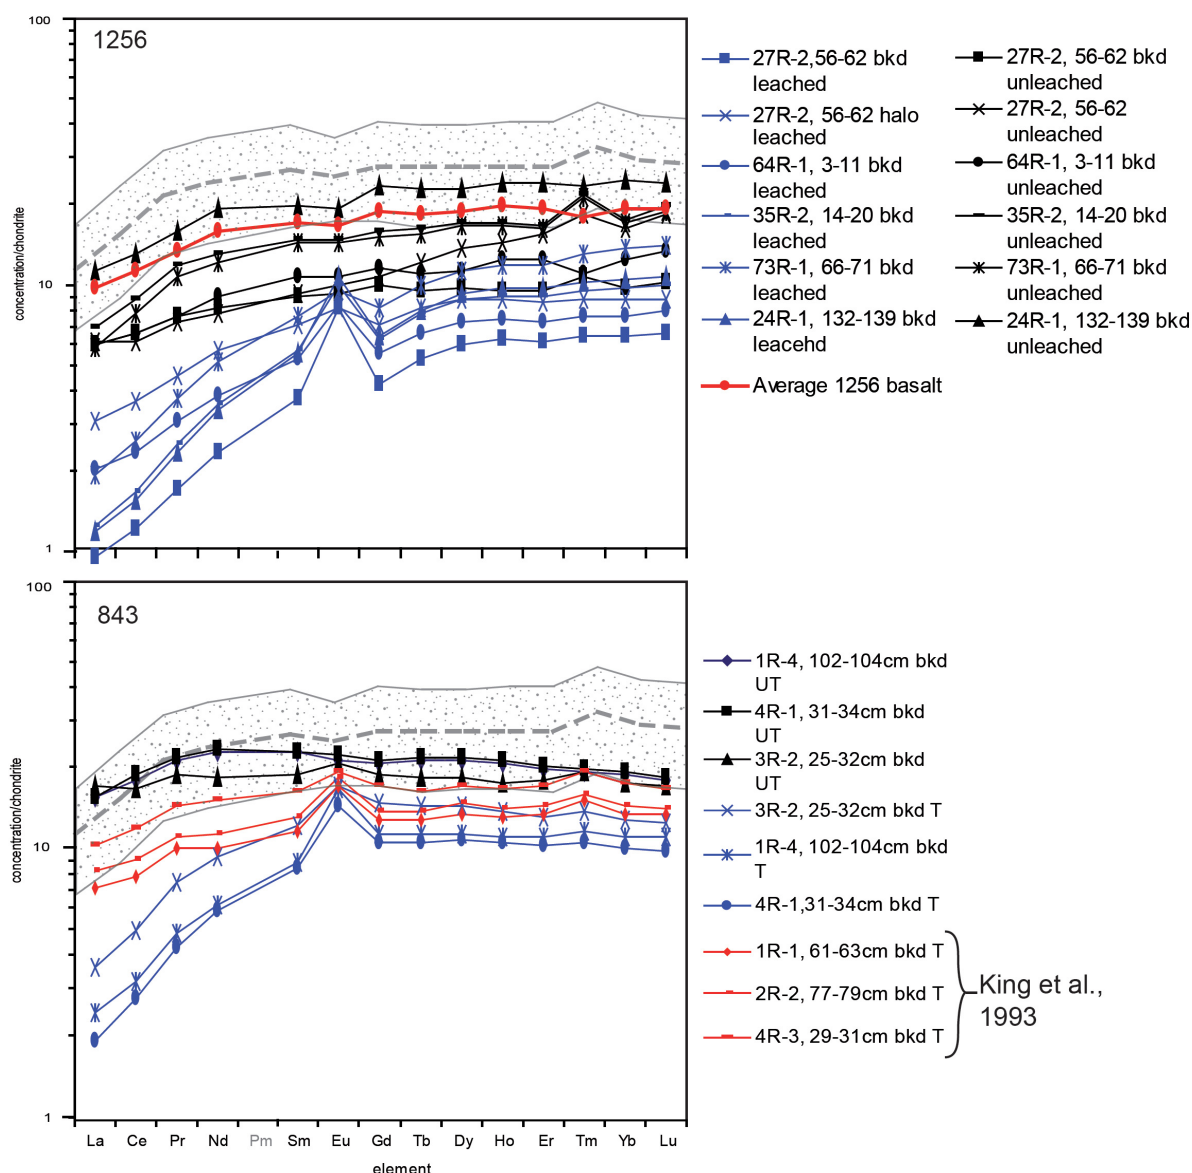 100
1256
10
1
concentration/chondrite
27R-2,56-62 bkd
leached
27R-2, 56-62 halo
leached
64R-1, 3-11 bkd
leached
35R-2, 14-20 bkd
leached
73R-1, 66-71 bkd
leached
24R-1, 132-139 bkd
leacehd
Average 1256 basalt
27R-2, 56-62 bkd
unleached
27R-2, 56-62
unleached
64R-1, 3-11 bkd
unleached
35R-2, 14-20 bkd
unleached
73R-1, 66-71 bkd
unleached
24R-1, 132-139 bkd
unleached
100
843
10
1
concentration/chondrite
1R-4, 102-104cm bkd
UT
4R-1, 31-34cm bkd
UT
3R-2, 25-32cm bkd
UT
3R-2, 25-32cm bkd T
1R-4, 102-104cm bkd
T
4R-1,31-34cm bkd T
1R-1, 61-63cm bkd T
2R-2, 77-79cm bkd T
4R-3, 29-31cm bkd T
King et al.,
1993
La Ce Pr Nd Pm Sm Eu Gd Tb Dy Ho Er Tm Yb Lu
element